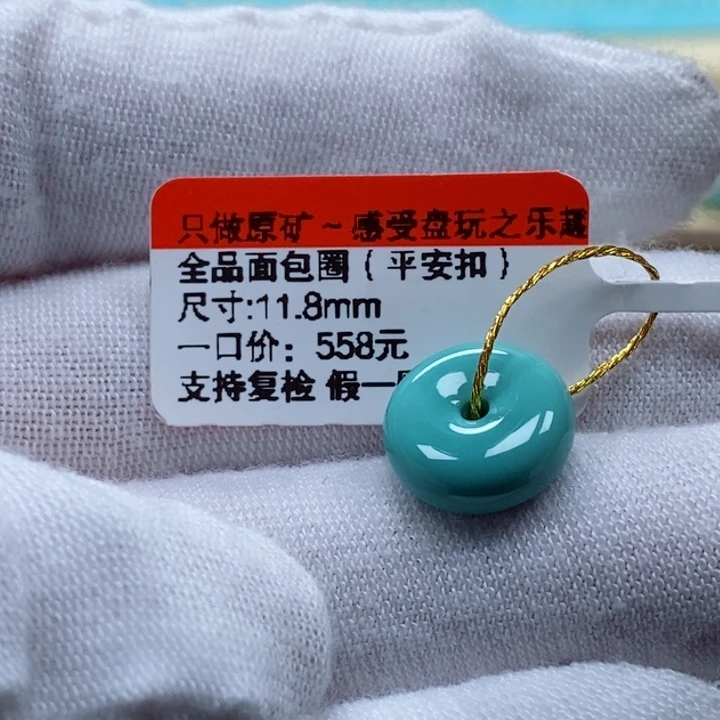 只做原矿~感受盘玩之乐趣
全品面包圈(平安扣)
尺寸:11.8mm
一口价: 558元
支持复检 假一